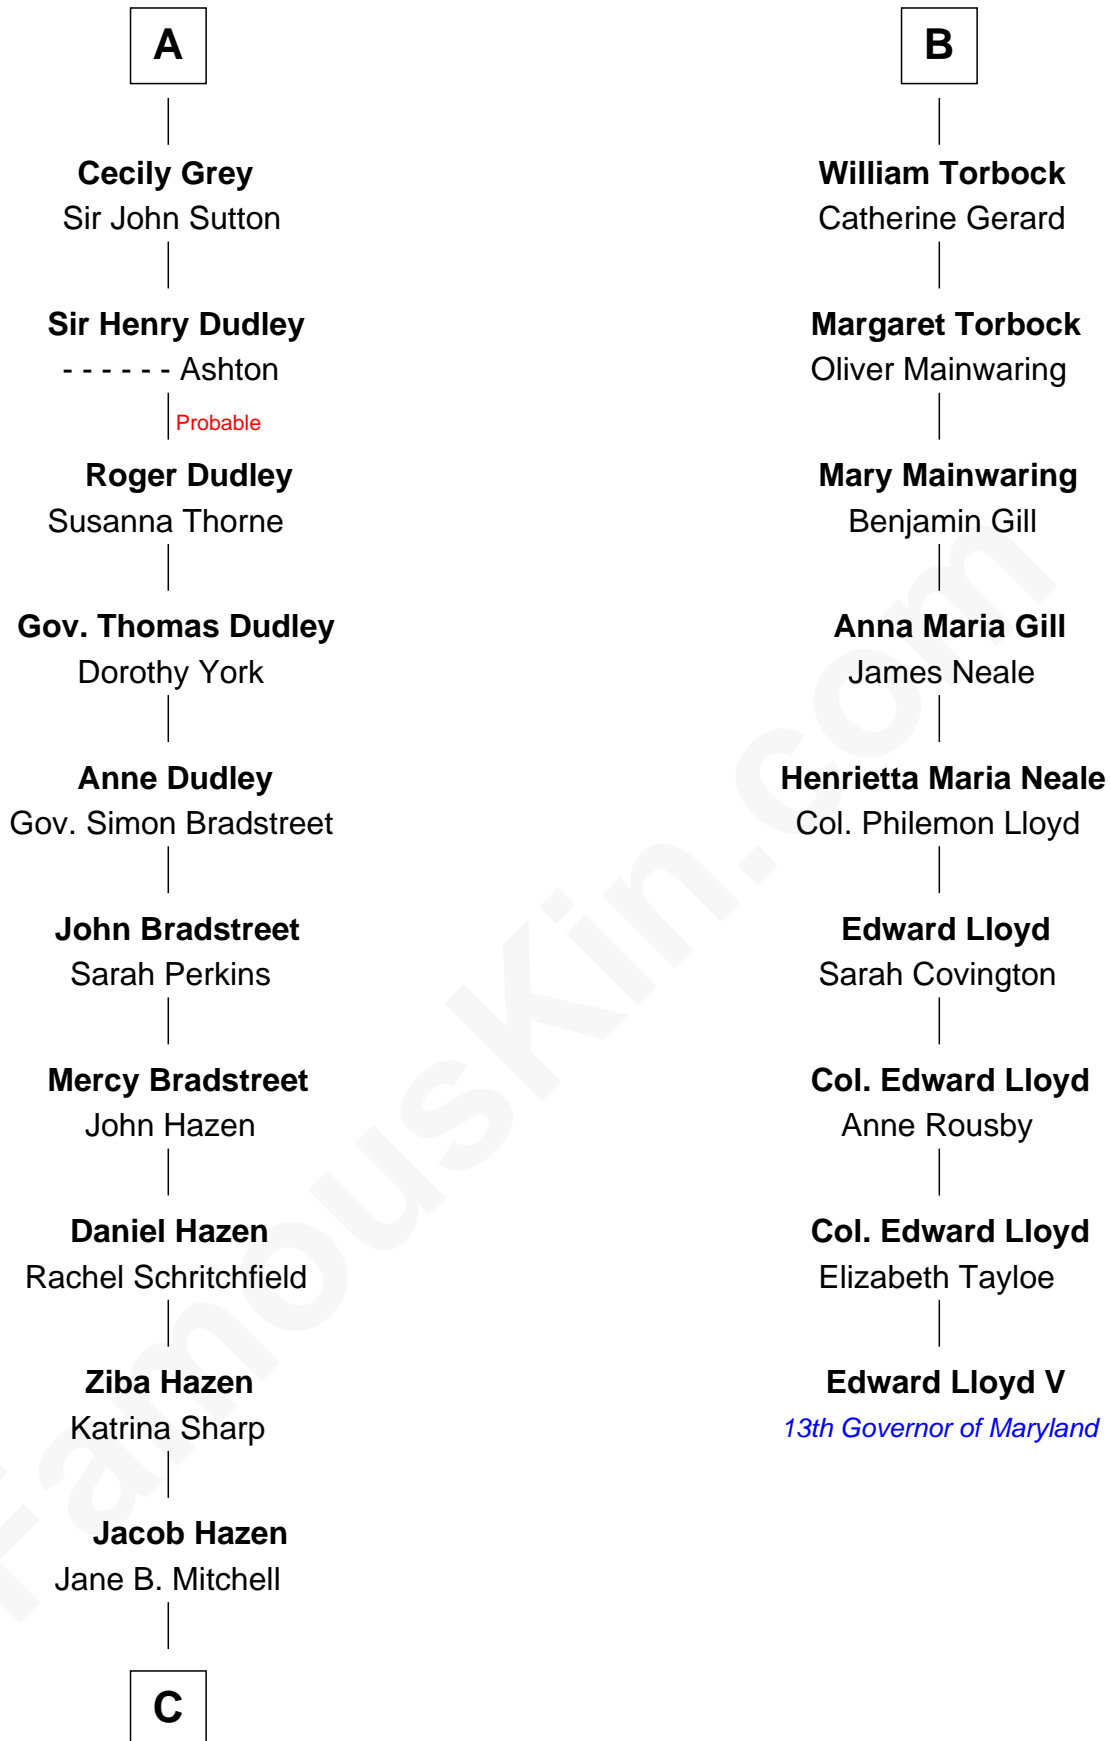 A
Cecily Grey
Sir John Sutton
Sir Henry Dudley
- - - - - - Ashton
Probable
Roger Dudley
Susanna Thorne
Gov. Thomas Dudley
Dorothy York
Anne Dudley
Gov. Simon Bradstreet
John Bradstreet
Sarah Perkins
Mercy Bradstreet
John Hazen
Daniel Hazen
Rachel Schritchfield
Ziba Hazen
Katrina Sharp
Jacob Hazen
Jane B. Mitchell
C
B
William Torbock
Catherine Gerard
Margaret Torbock
Oliver Mainwaring
Mary Mainwaring
Benjamin Gill
Anna Maria Gill
James Neale
Henrietta Maria Neale
Col. Philemon Lloyd
Edward Lloyd
Sarah Covington
Col. Edward Lloyd
Anne Rousby
Col. Edward Lloyd
Elizabeth Tayloe
Edward Lloyd V
13th Governor of Maryland
FamousKin.com